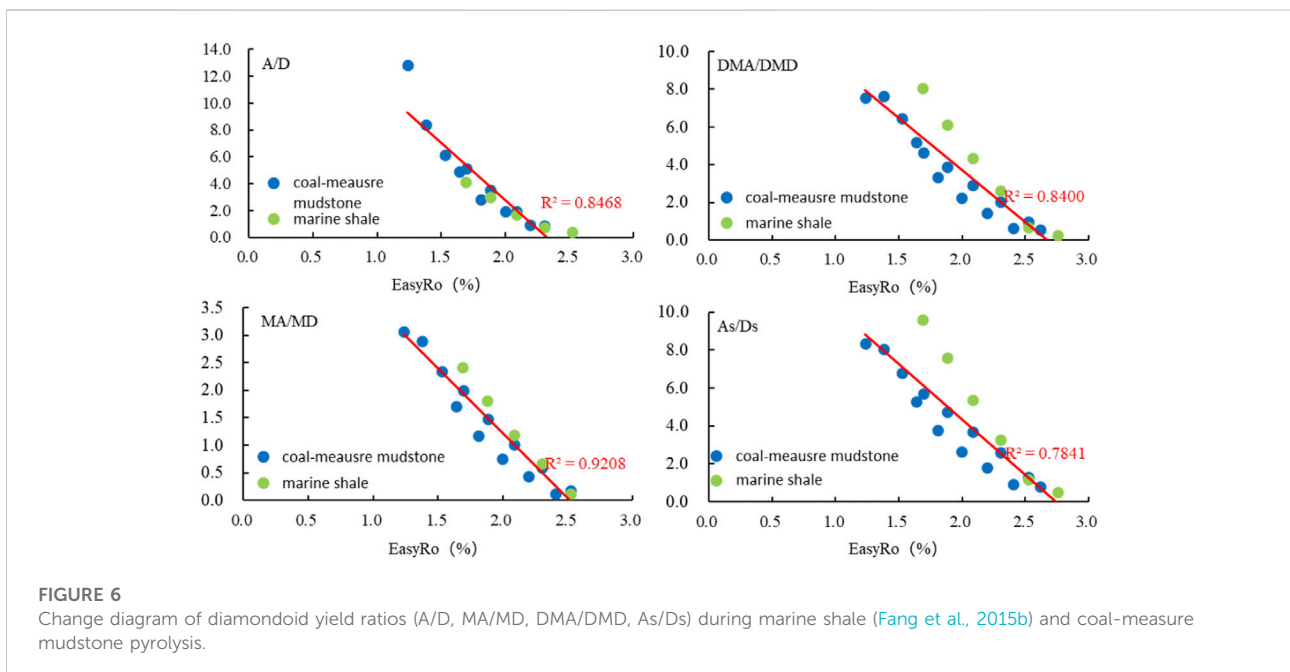 A/D
14.0
12.0
10.0
8.0
6.0
4.0
2.0
0.0
coal-meausre
mudstone
marine shale
R² = 0.8468
0.0 0.5 1.0 1.5 2.0 2.5 3.0
EasyRo (%)
DMA/DMD
10.0
8.0
6.0
4.0
2.0
0.0
coal-meausre mudstone
marine shale
R² = 0.8400
0.0 0.5 1.0 1.5 2.0 2.5 3.0
EasyRo (%)
MA/MD
3.5
3.0
2.5
2.0
1.5
1.0
0.5
0.0
coal-meausre mudstone
marine shale
R² = 0.9208
0.0 0.5 1.0 1.5 2.0 2.5 3.0
EasyRo (%)
As/Ds
10.0
8.0
6.0
4.0
2.0
0.0
coal-meausre mudstone
marine shale
R² = 0.7841
0.0 0.5 1.0 1.5 2.0 2.5 3.0
EasyRo (%)
FIGURE 6
Change diagram of diamondoid yield ratios (A/D, MA/MD, DMA/DMD, As/Ds) during marine shale (Fang et al., 2015b) and coal-measure
mudstone pyrolysis.